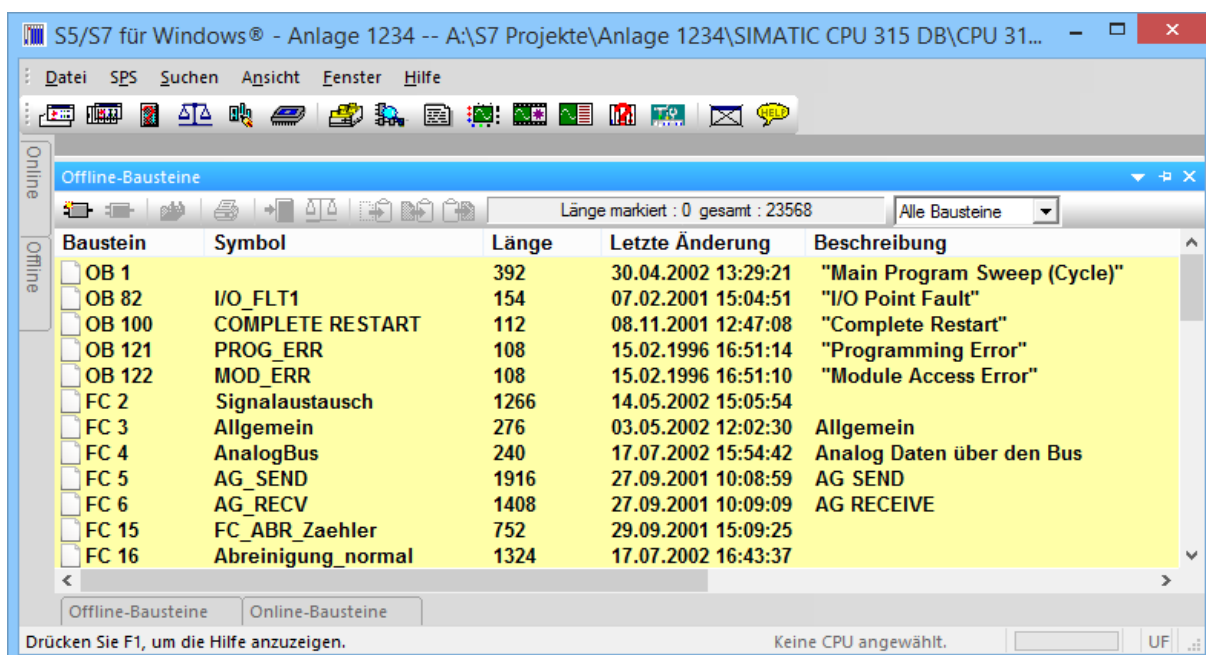 S5/S7 für Windows® - Anlage 1234 -- A:\S7 Projekte\Anlage 1234\SIMATIC CPU 315 DB\CPU 31...
Datei SPS Suchen Ansicht Fenster Hilfe
HELP
Online
Offline
Offline-Bausteine
Länge markiert : 0 gesamt : 23568 Alle Bausteine
Baustein Symbol Länge Letzte Änderung Beschreibung
OB 1 392 30.04.2002 13:29:21 "Main Program Sweep (Cycle)"
OB 82 I/O_FLT1 154 07.02.2001 15:04:51 "I/O Point Fault"
OB 100 COMPLETE RESTART 112 08.11.2001 12:47:08 "Complete Restart"
OB 121 PROG_ERR 108 15.02.1996 16:51:14 "Programming Error"
OB 122 MOD_ERR 108 15.02.1996 16:51:10 "Module Access Error"
FC 2 Signalaustausch 1266 14.05.2002 15:05:54
FC 3 Allgemein 276 03.05.2002 12:02:30 Allgemein
FC 4 AnalogBus 240 17.07.2002 15:54:42 Analog Daten über den Bus
FC 5 AG_SEND 1916 27.09.2001 10:08:59 AG SEND
FC 6 AG_RECV 1408 27.09.2001 10:09:09 AG RECEIVE
FC 15 FC_ABR_Zaehler 752 29.09.2001 15:09:25
FC 16 Abreinigung_normal 1324 17.07.2002 16:43:37
Offline-Bausteine Online-Bausteine
Drücken Sie F1, um die Hilfe anzuzeigen. Keine CPU angewählt. UF